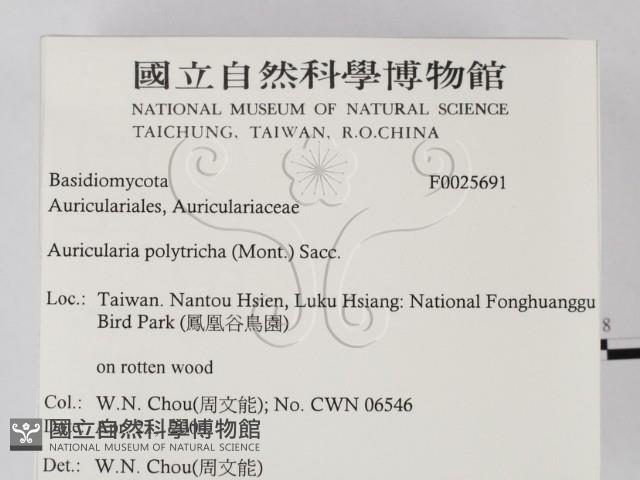 國立自然科學博物館
NATIONAL MUSEUM OF NATURAL SCIENCE
TAICHUNG, TAIWAN, R.O.CHINA
Basidiomycota F0025691
Auriculariales, Auriculariaceae
Auricularia polytricha (Mont.) Sacc.
Loc.: Taiwan. Nantou Hsien, Luku Hsiang: National Fonghuanggu
Bird Park (鳳凰谷鳥園)
8
on rotten wood
Col.: W.N. Chou(周文能); No. CWN 06546
國立自然科學博物館
NATIONAL MUSEUM OF NATURAL SCIENCE
Det.: W.N. Chou(周文能)